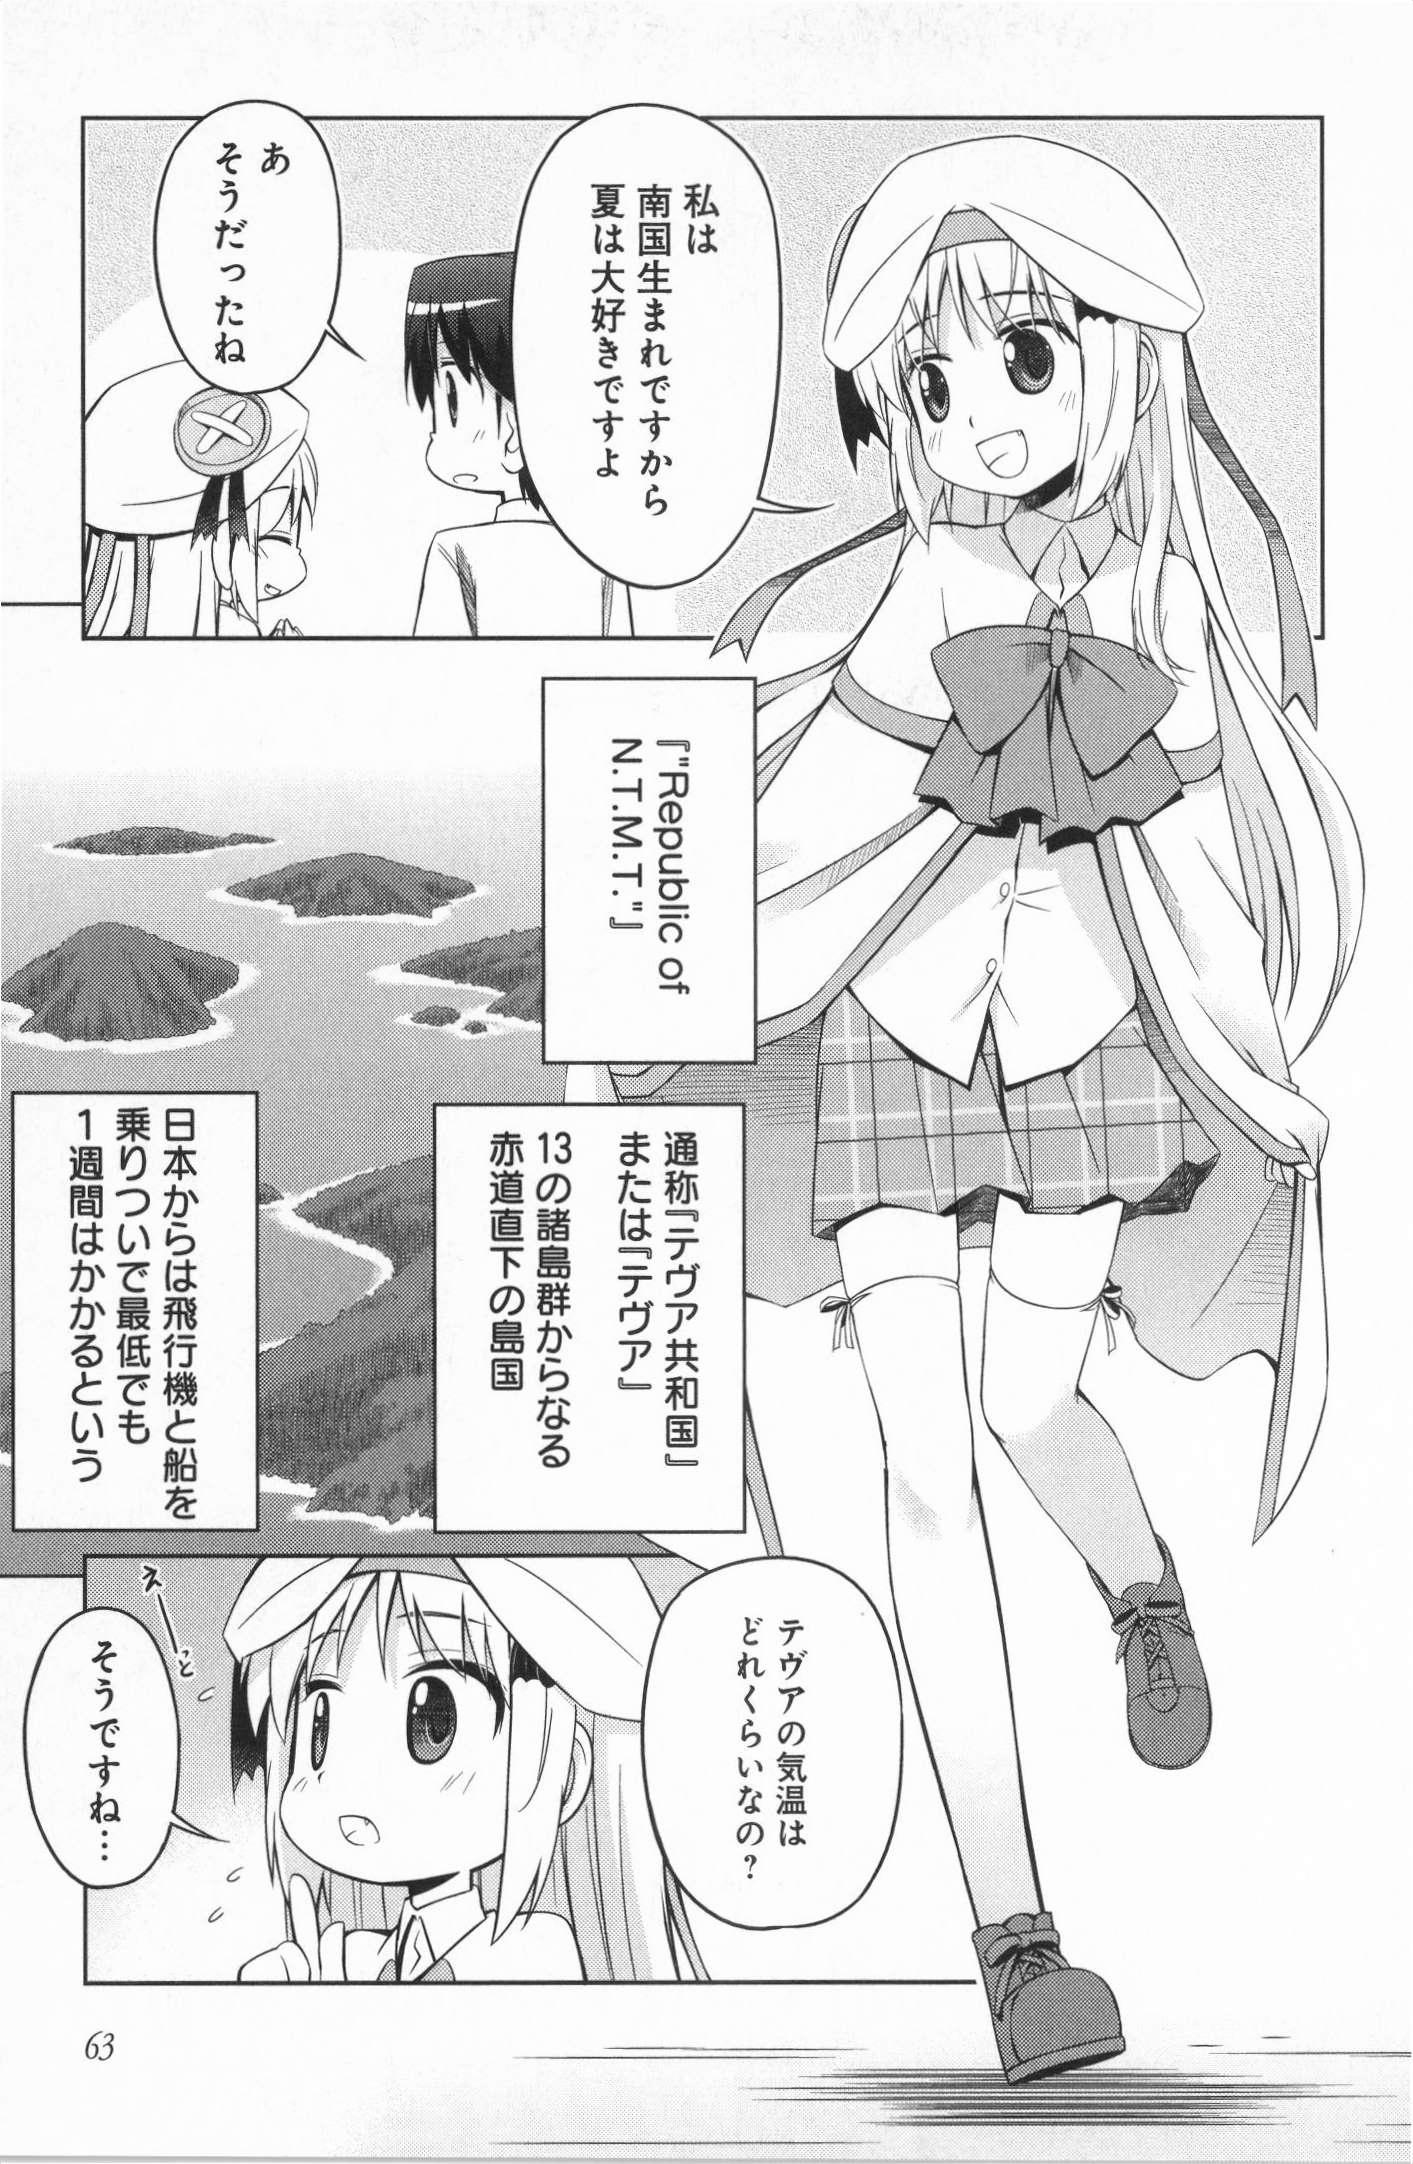 私は
南国生まれですから
夏は大好きですよ
あ
そうだったね
『"Republic of
N.T.M.T."』
通称『テヴア共和国』
または『テヴア』
13の諸島群からなる
赤道直下の島国
日本からは飛行機と船を
乗りついで最低でも
1週間はかかるという
テヴアの気温は
どれくらいなの?
えーっと
そうですね…
63